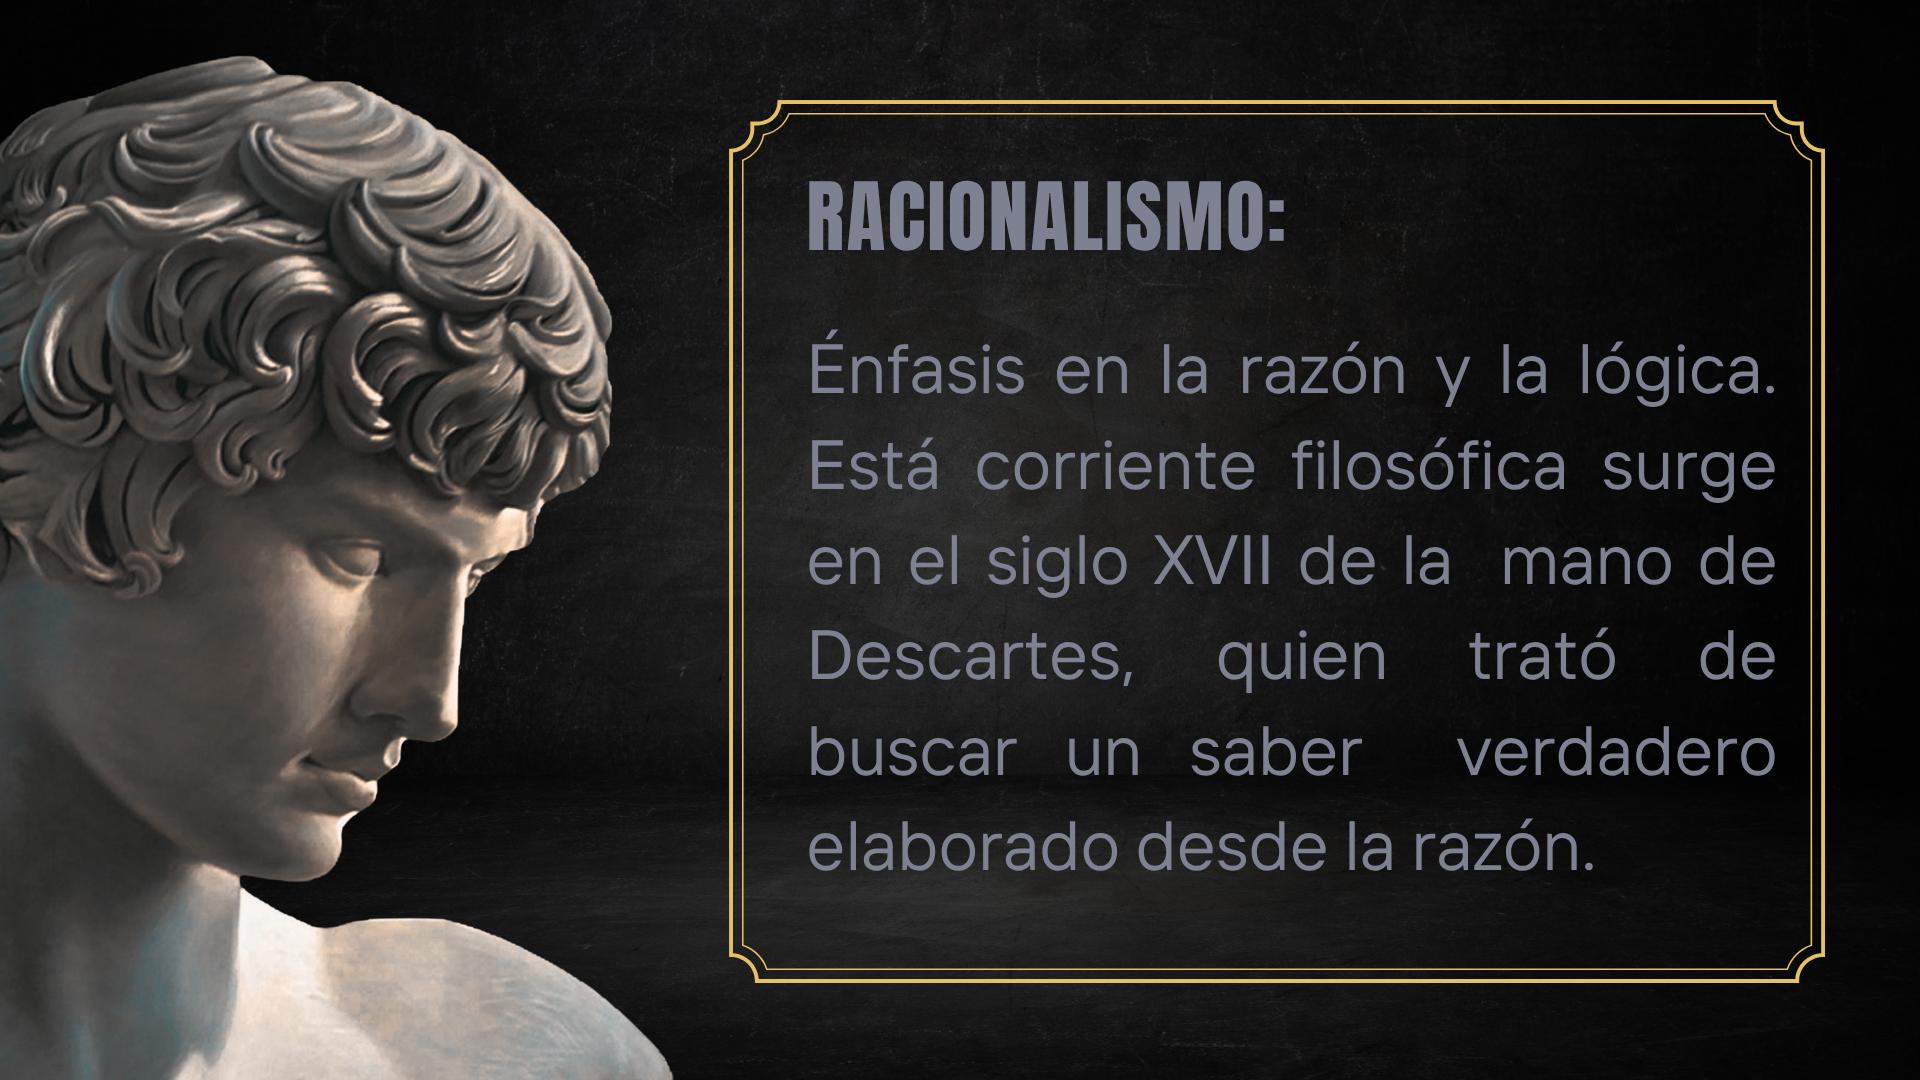 RACIONALISMO:
Énfasis en la razón y la lógica.
Está corriente filosófica surge
en el siglo XVII de la mano de
Descartes, quien trató de
buscar un saber verdadero
elaborado desde la razón.